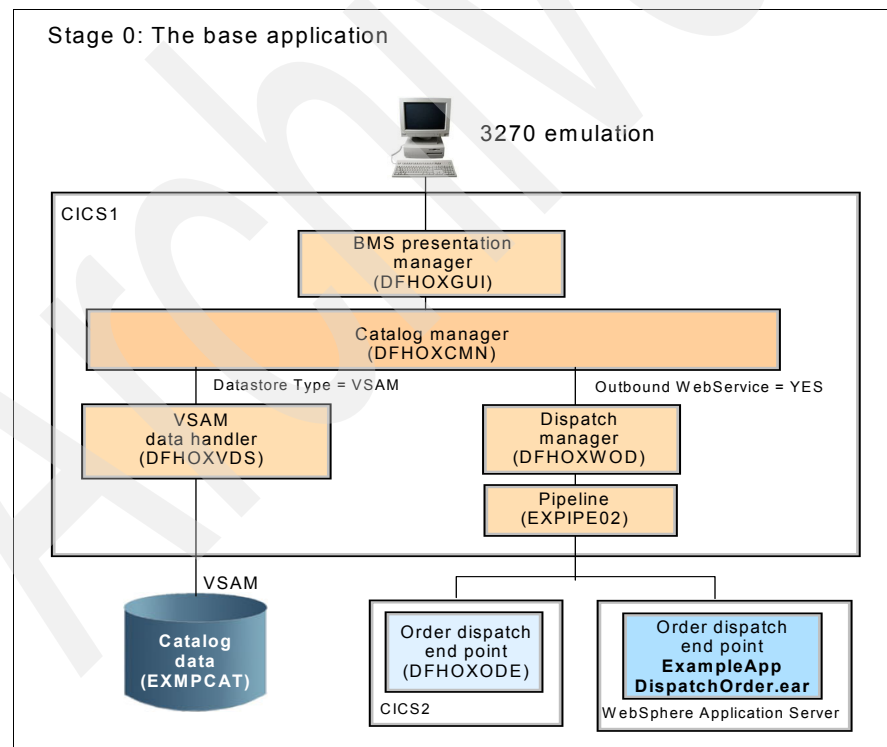 Stage 0: The base application
3270 emulation
CICS1
BMS presentation
manager
(DFHOXGUI)
Catalog manager
(DFHOXCMN)
Datastore Type = VSAM
Outbound WebService = YES
VSAM
data handler
(DFHOXVDS)
Dispatch
manager
(DFHOXWOD)
Pipeline
(EXPIPE02)
VSAM
Catalog
data
(EXMPCAT)
Order dispatch
end point
(DFHOXODE)
CICS2
Order dispatch
end point
ExampleApp
DispatchOrder.ear
WebSphere Application Server